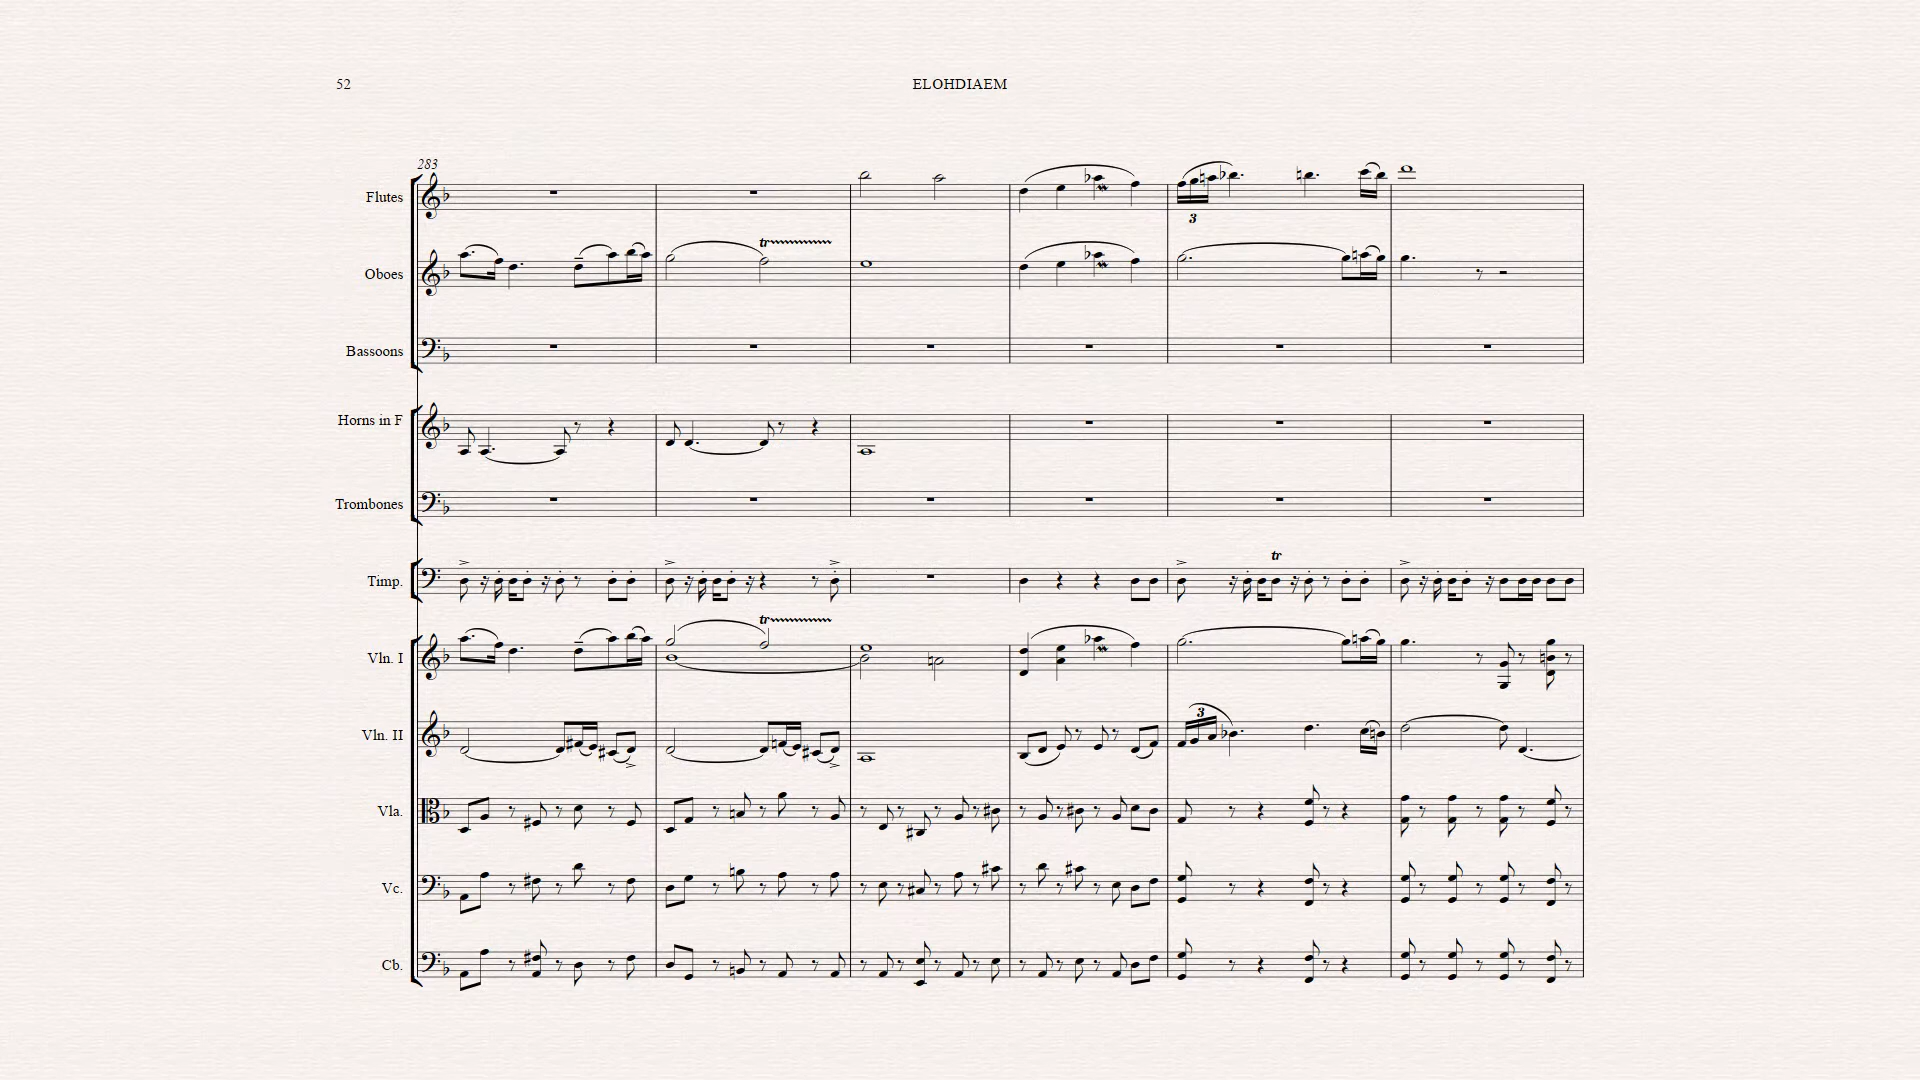 52
ELOHDIAEM
283
Flutes
3
tr
Oboes
Bassoons
Horns in F
Trombones
tr
Timp.
tr
Vln. I
3
Vln. II
Vla.
Vc.
Cb.